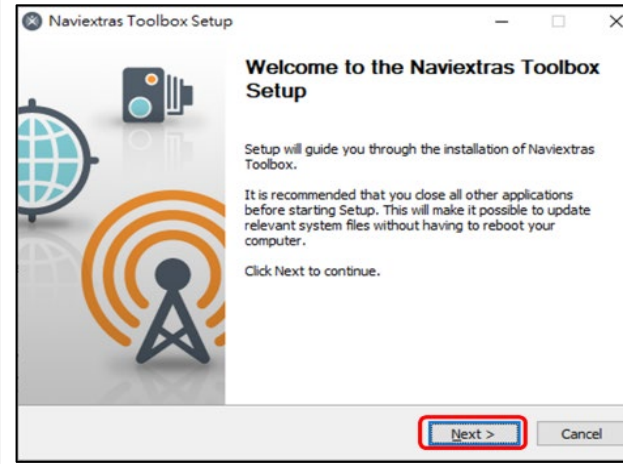 Naviextras Toolbox Setup
Welcome to the Naviextras Toolbox
Setup
Setup will guide you through the installation of Naviextras
Toolbox.
It is recommended that you close all other applications
before starting Setup. This will make it possible to update
relevant system files without having to reboot your
computer.
Click Next to continue.
Next >
Cancel